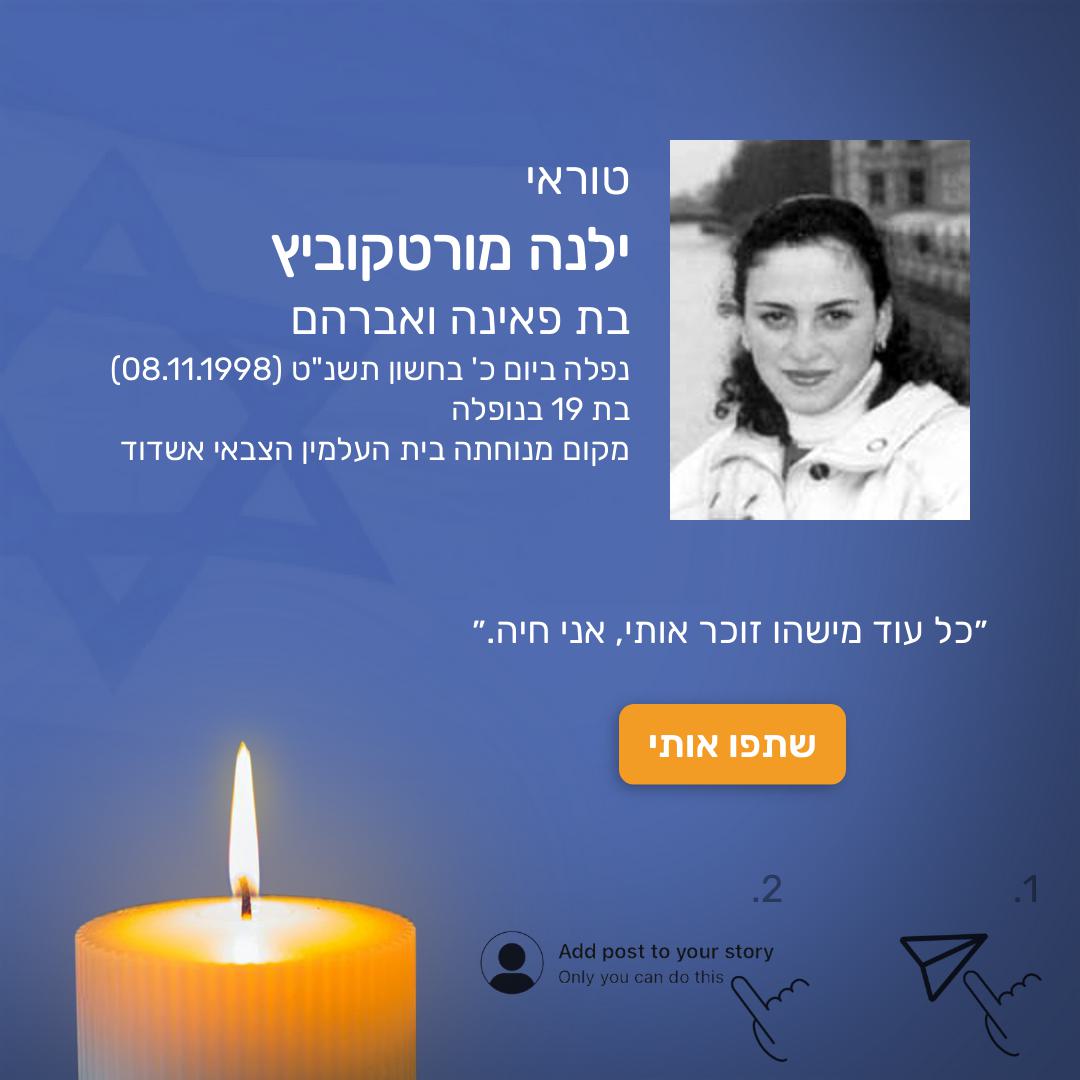 טוראי
ילנה מורטקוביץ
בת פאינה ואברהם
נפלה ביום כ' בחשון תשנ"ט (08.11.1998)
בת 19 בנופלה
מקום מנוחתה בית העלמין הצבאי אשדוד
״כל עוד מישהו זוכר אותי, אני חיה.״
שתפו אותי
1.
2.
Add post to your story
Only you can do this